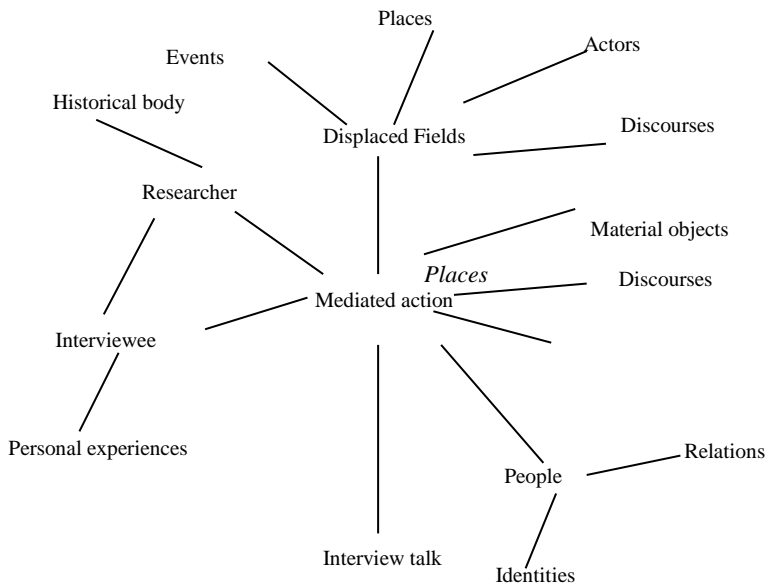 Places
Actors
Events
Historical body
Discourses
Displaced Fields
Researcher
Material objects
Places
Discourses
Mediated action
Interviewee
Personal experiences
Relations
People
Interview talk
Identities